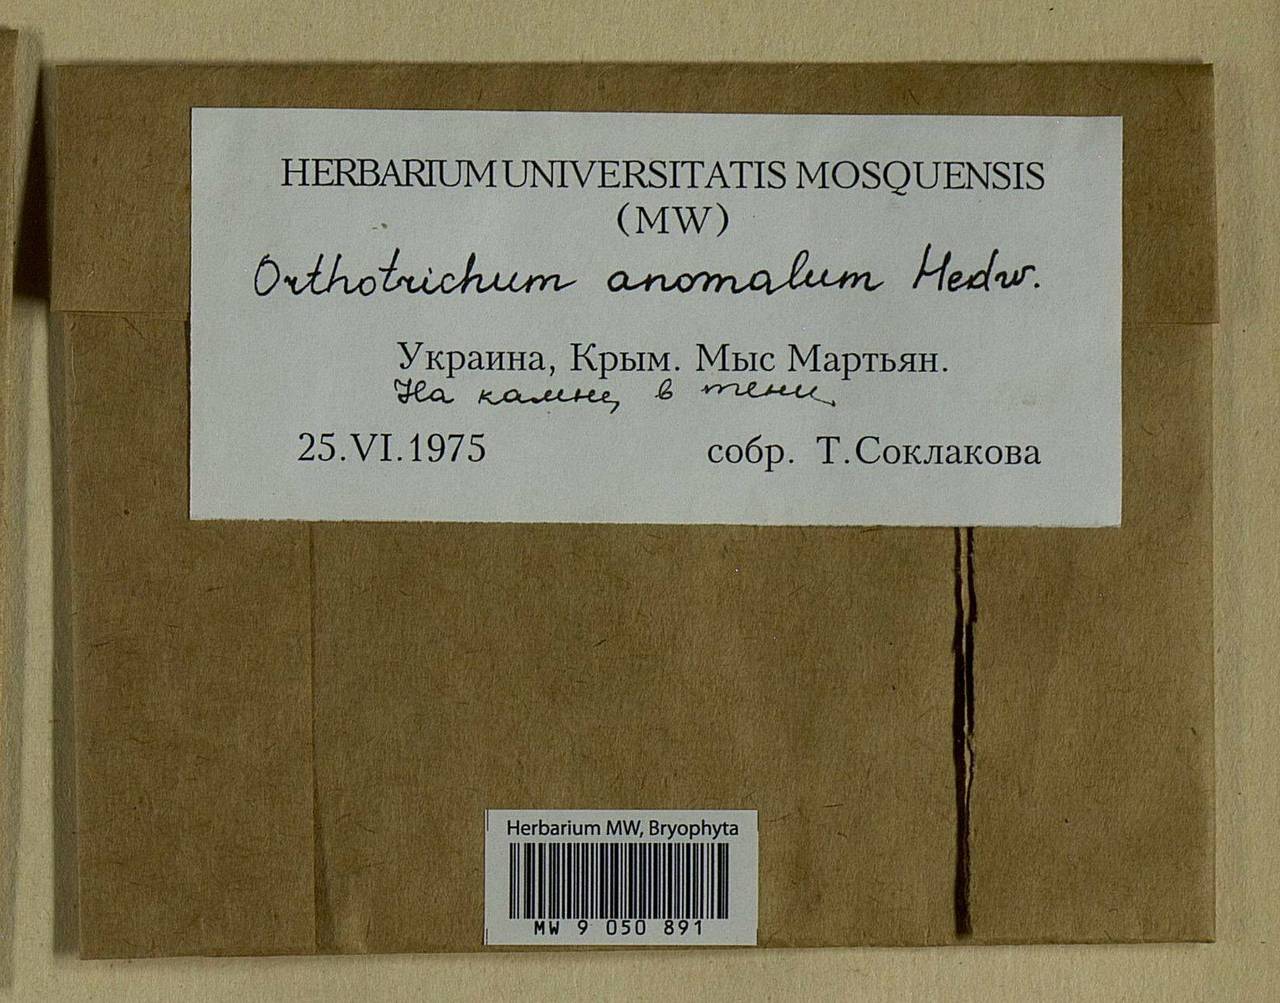 HERBARIUM UNIVERSITATIS MOSQUENSIS
(MW)
Orthotrichum anomalum Hedw.
Украина, Крым. Мыс Мартьян.
На камне, в тени.
25.VI.1975 собр. Т.Соклакова
Herbarium MW, Bryophyta
MW 9 050 891